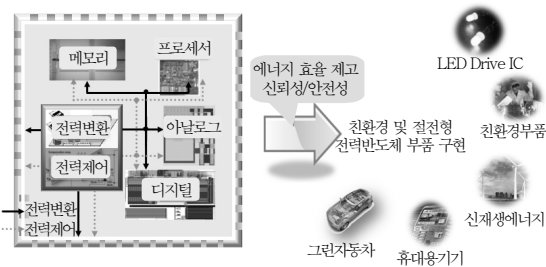 메모리
프로세서
전력변환
아날로그
전력제어
디지털
전력변환
전력제어
에너지 효율 제고
신뢰성/안전성
친환경 및 절전형
전력반도체 부품 구현
LED Drive IC
친환경부품
신재생에너지
그린자동차
휴대용기기